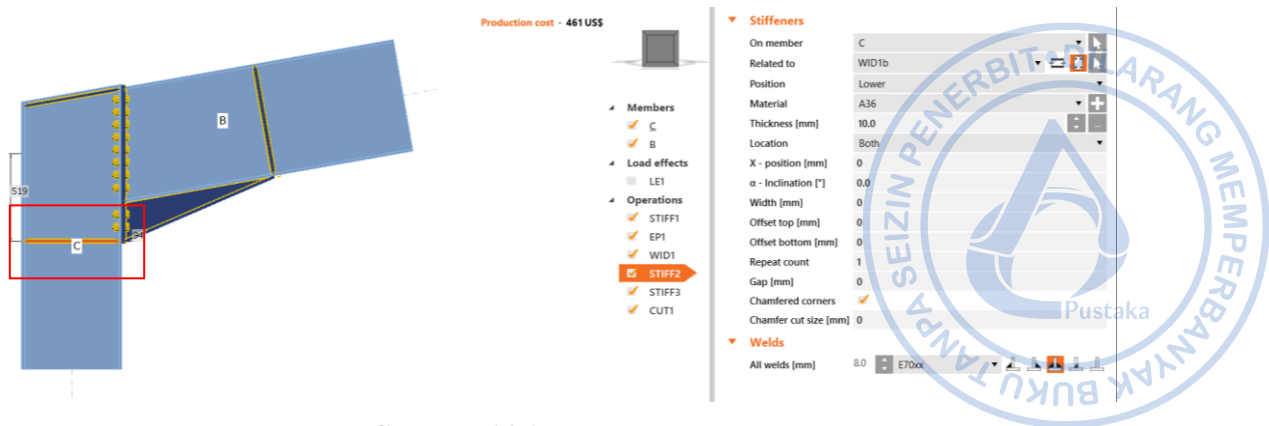 B
519
94
C
Production cost - 461 US$
Members
C
B
Load effects
LE1
Operations
STIFF1
EP1
WID1
STIFF2
STIFF3
CUT1
Stiffeners
On member C
Related to WID1b
Position Lower
Material A36
Thickness [mm] 10.0
Location Both
X - position [mm] 0
α - Inclination [°] 0.0
Width [mm] 0
Offset top [mm] 0
Offset bottom [mm] 0
Repeat count 1
Gap [mm] 0
Chamfered corners
Chamfer cut size [mm] 0
Welds
All welds [mm] 8.0 E70xx
PENERBIT • DILARANG MEMPERBANYAK BUKU TANPA SEIZIN
Pustaka